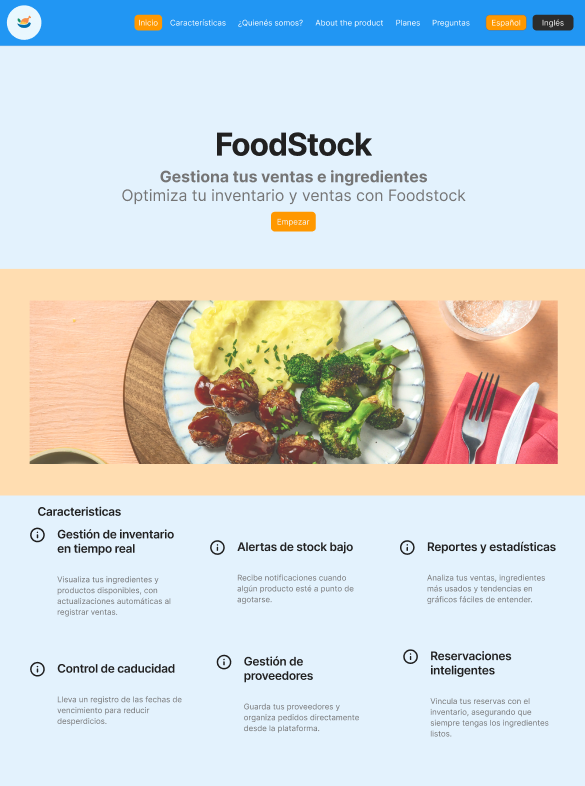 Inicio Características ¿Quienés somos? About the product Planes Preguntas Español Inglés
FoodStock
Gestiona tus ventas e ingredientes
Optimiza tu inventario y ventas con Foodstock
Empezar
Caracteristicas
Gestión de inventario
en tiempo real
Visualiza tus ingredientes y
productos disponibles, con
actualizaciones automáticas al
registrar ventas.
Alertas de stock bajo
Recibe notificaciones cuando
algún producto esté a punto de
agotarse.
Reportes y estadísticas
Analiza tus ventas, ingredientes
más usados y tendencias en
gráficos fáciles de entender.
Control de caducidad
Lleva un registro de las fechas de
vencimiento para reducir
desperdicios.
Gestión de
proveedores
Guarda tus proveedores y
organiza pedidos directamente
desde la plataforma.
Reservaciones
inteligentes
Vincula tus reservas con el
inventario, asegurando que
siempre tengas los ingredientes
listos.